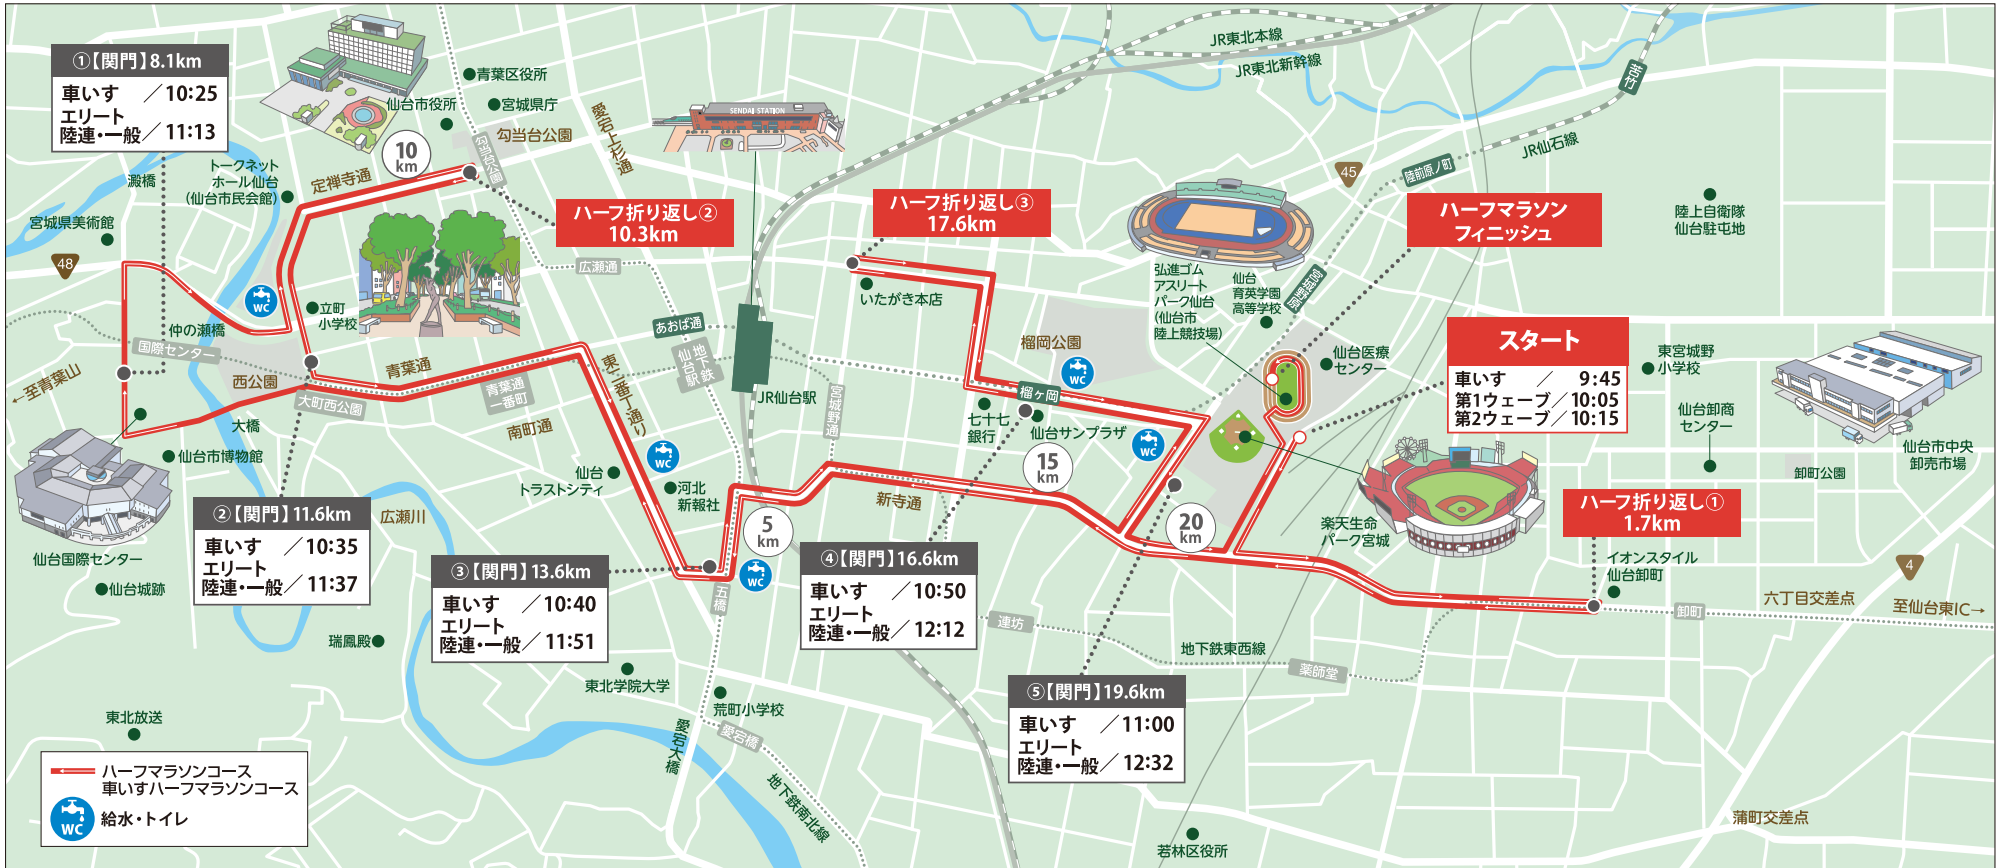 ①【関門】8.1km
車いす ／10:25
エリート
陸連・一般／11:13
澱橋
宮城県美術館
48
トークネット
ホール仙台
(仙台市民会館)
定禅寺通
仙台市役所
青葉区役所
宮城県庁
勾当台公園
勾当台公園
10
km
愛宕上杉通
SENDAI STATION
ハーフ折り返し②
10.3km
広瀬通
ハーフ折り返し③
17.6km
いたがき本店
JR東北本線
JR東北新幹線
苦竹
JR仙石線
陸前原ノ町
45
宮城野原
弘進ゴム
アスリート
パーク仙台
(仙台市
陸上競技場)
仙台
育英学園
高等学校
ハーフマラソン
フィニッシュ
陸上自衛隊
仙台駐屯地
スタート
車いす ／ 9:45
第1ウェーブ／10:05
第2ウェーブ／10:15
仙台医療
センター
東宮城野
小学校
仙台卸商
センター
卸町公園
仙台市中央
卸売市場
WC
立町
小学校
仲の瀬橋
国際センター
西公園
←至青葉山
大橋
大町西公園
青葉通
青葉通
一番町
南町通
東二番丁通り
あおば通
地下鉄
仙台駅
JR仙台駅
宮城野通
榴岡公園
WC
榴ヶ岡
七十七
銀行
仙台サンプラザ
WC
15
km
仙台市博物館
仙台国際センター
仙台城跡
②【関門】11.6km
車いす ／10:35
エリート
陸連・一般／11:37
広瀬川
瑞鳳殿
仙台
トラストシティ
WC
河北
新報社
5
km
WC
五橋
新寺通
③【関門】13.6km
車いす ／10:40
エリート
陸連・一般／11:51
④【関門】16.6km
車いす ／10:50
エリート
陸連・一般／12:12
20
km
楽天生命
パーク宮城
ハーフ折り返し①
1.7km
イオンスタイル
仙台卸町
4
卸町
六丁目交差点
至仙台東IC→
連坊
地下鉄東西線
薬師堂
⑤【関門】19.6km
車いす ／11:00
エリート
陸連・一般／12:32
東北学院大学
荒町小学校
愛宕大橋
愛宕橋
地下鉄南北線
東北放送
若林区役所
蒲町交差点
ハーフマラソンコース
車いすハーフマラソンコース
WC
給水・トイレ